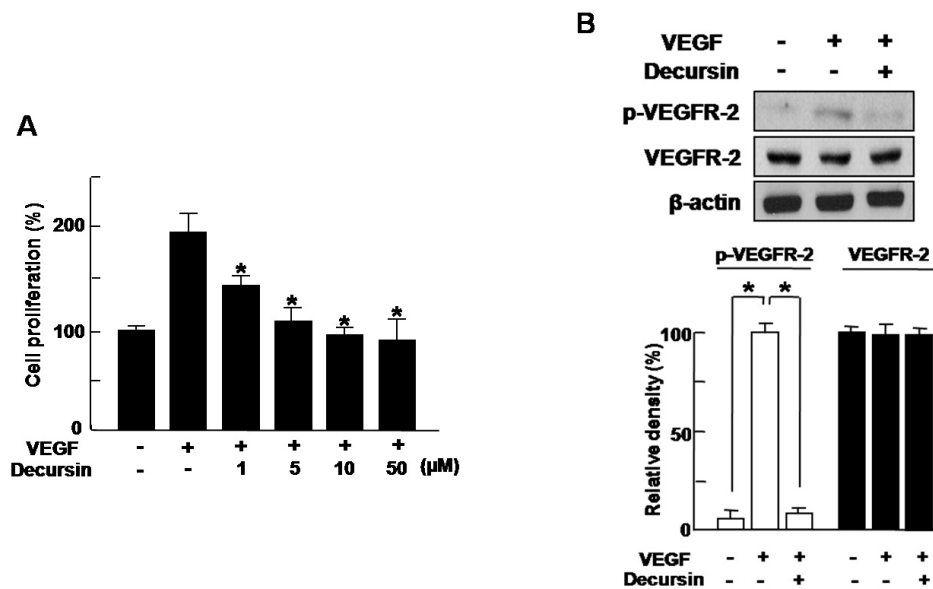 A
Cell proliferation (%)
200
100
0
VEGF - + + + + +
Decursin - - 1 5 10 50 (μM)
* * * *
B
VEGF - + +
Decursin - - +
p-VEGFR-2
VEGFR-2
β-actin
p-VEGFR-2 VEGFR-2
* *
Relative density (%)
100
50
0
VEGF - + + - + +
Decursin - - + - - +